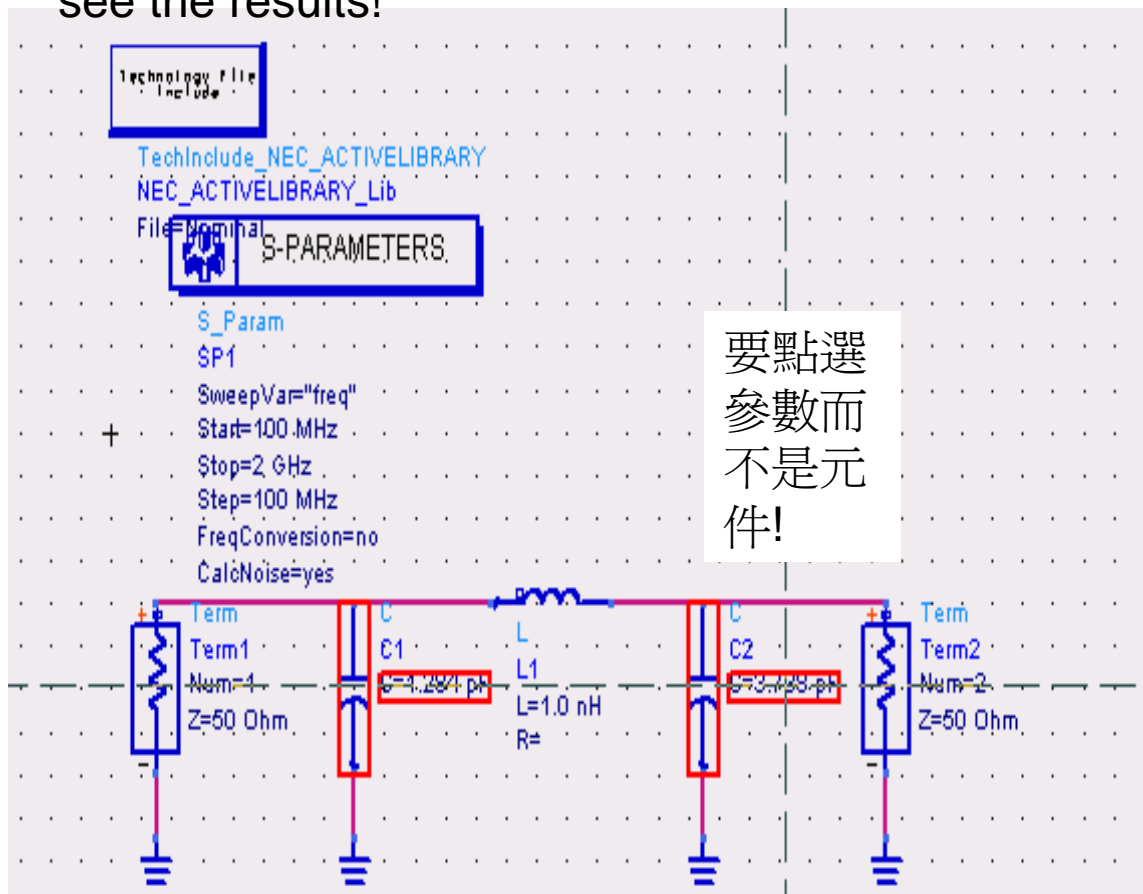 see the results!
Technology File
Include
TechInclude_NEC_ACTIVELIBRARY
NEC_ACTIVELIBRARY_Lib
File=Nominal
S-PARAMETERS
S_Param
SP1
SweepVar="freq"
Start=100 MHz
Stop=2 GHz
Step=100 MHz
FreqConversion=no
CalcNoise=yes
要點選
參數而
不是元
件!
+ Term
Term1
Num=1
Z=50 Ohm
-
C
C1
pF
L
L1
L=1.0 nH
R=
C
C2
pF
+ Term
Term2
Num=2
Z=50 Ohm
-